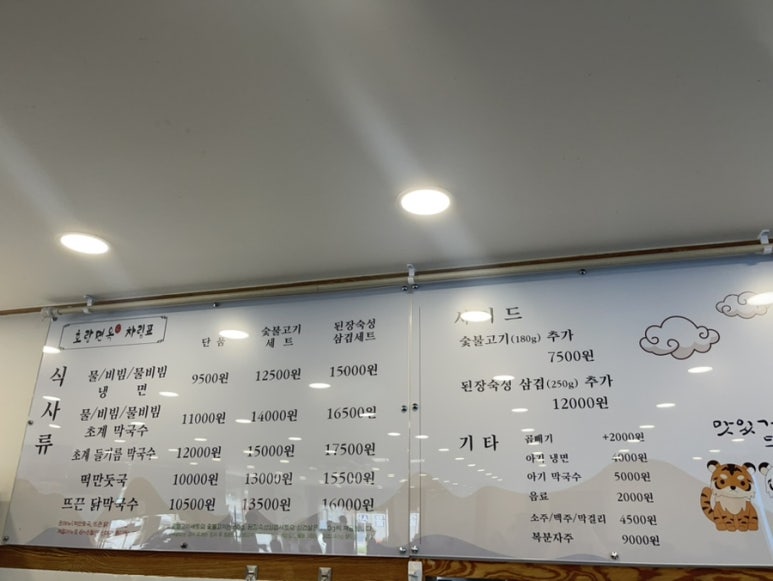 호랑면옥 차림표
단품 숯불고기 세트 된장숙성 삼겹세트
식사류
물/비빔/물비빔 냉면 9500원 12500원 15000원
물/비빔/물비빔 초계 막국수 11000원 14000원 16500원
초계 들기름 막국수 12000원 15000원 17500원
떡만둣국 10000원 13000원 15500원
뜨끈 닭막국수 10500원 13500원 16000원
사이드
숯불고기(180g) 추가
7500원
된장숙성 삼겹(250g) 추가
12000원
기타
곱빼기 +2000원
아기 냉면 4000원
아기 막국수 5000원
음료 2000원
소주/맥주/막걸리 4500원
복분자주 9000원